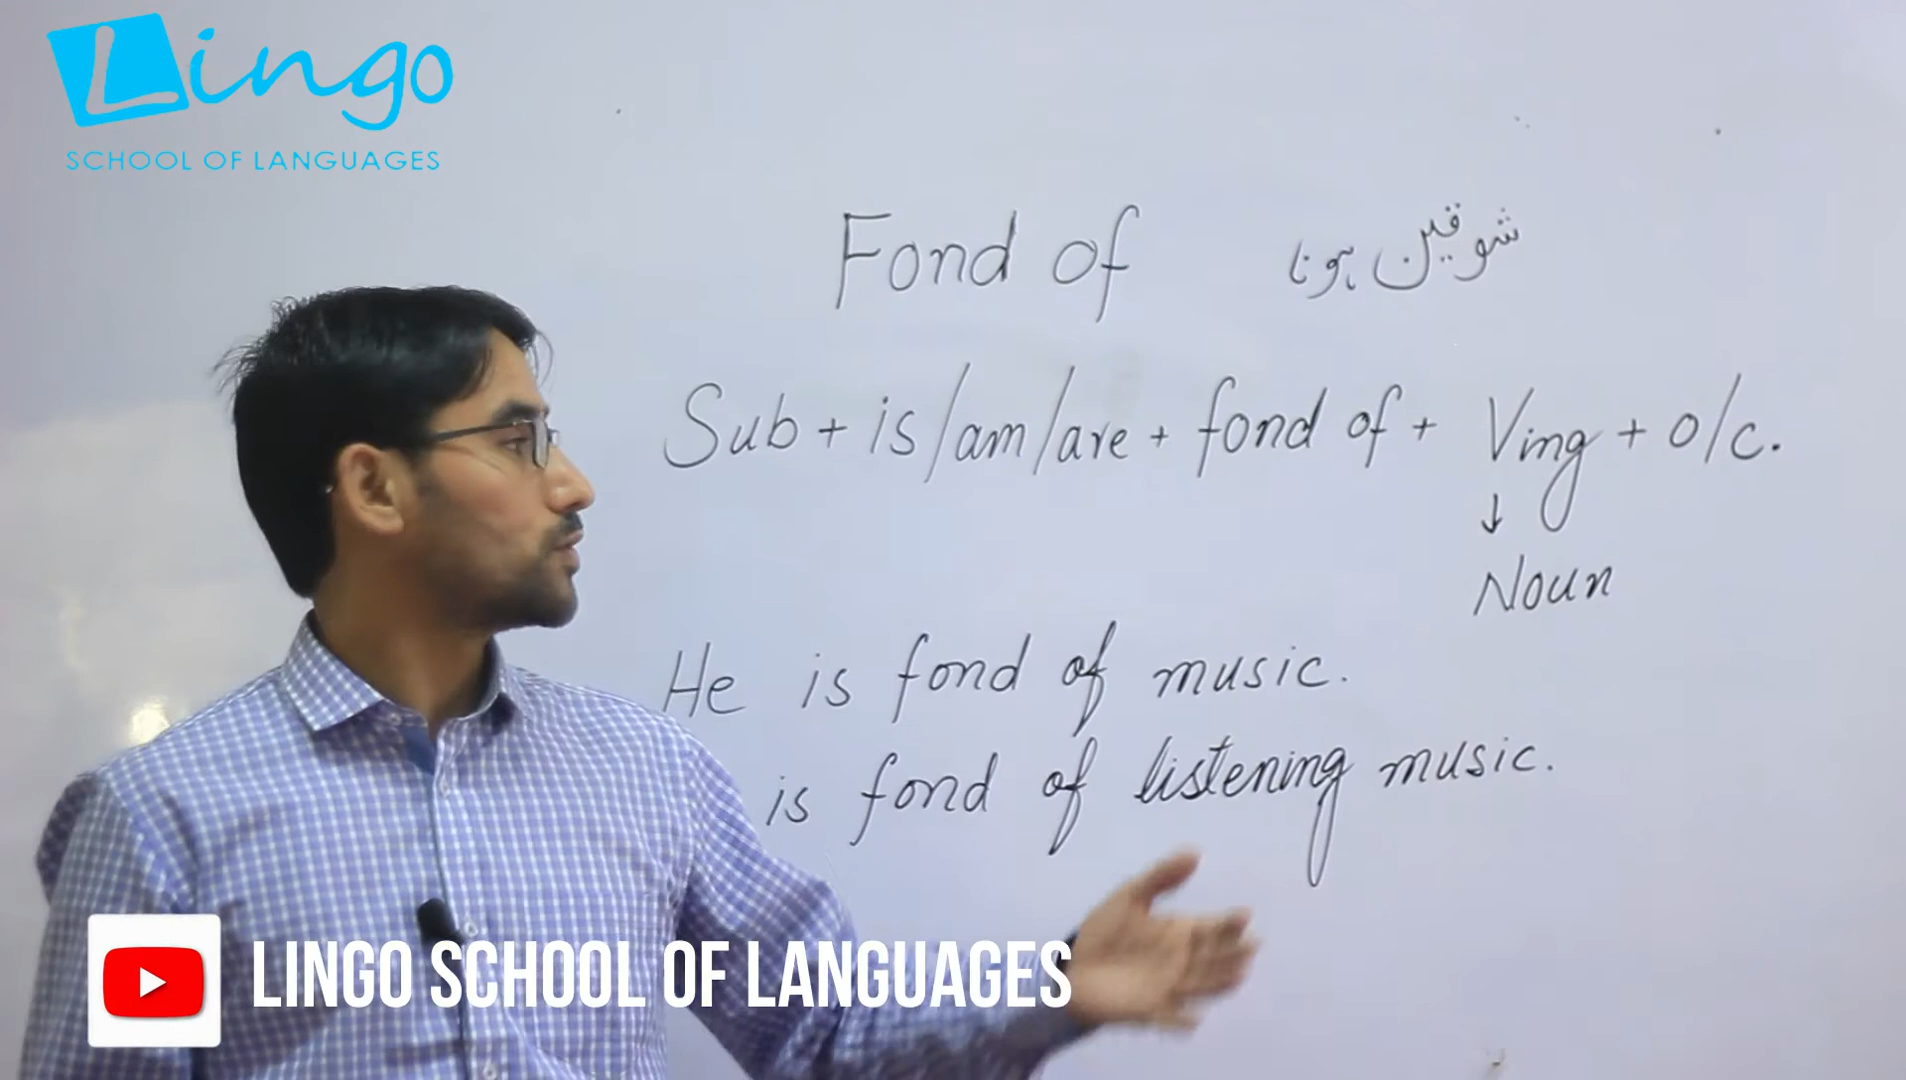 Lingo
SCHOOL OF LANGUAGES
Fond of شوقین ہونا
Sub + is/am/are + fond of + Ving + o/c.
↓
Noun
He is fond of music.
is fond of listening music.
LINGO SCHOOL OF LANGUAGES